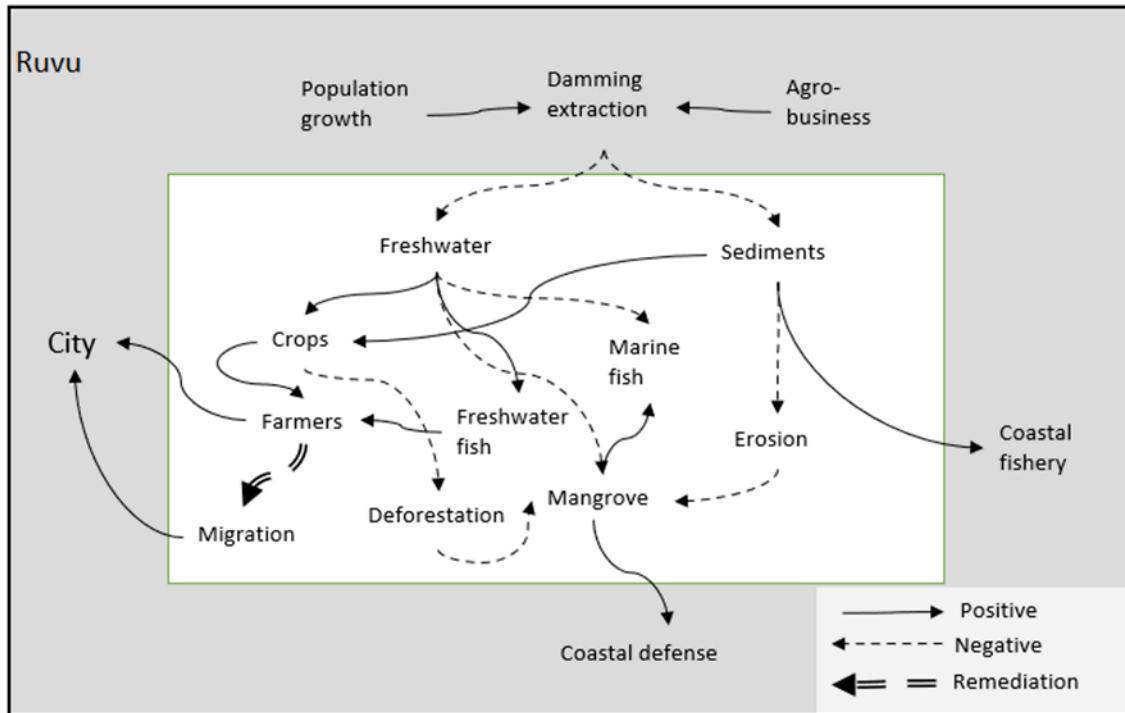 Ruvu
Population
growth
Damming
extraction
Agro-
business
Freshwater
Sediments
City
Crops
Marine
fish
Farmers
Freshwater
fish
Erosion
Coastal
fishery
Migration
Deforestation
Mangrove
Coastal defense
Positive
Negative
Remediation